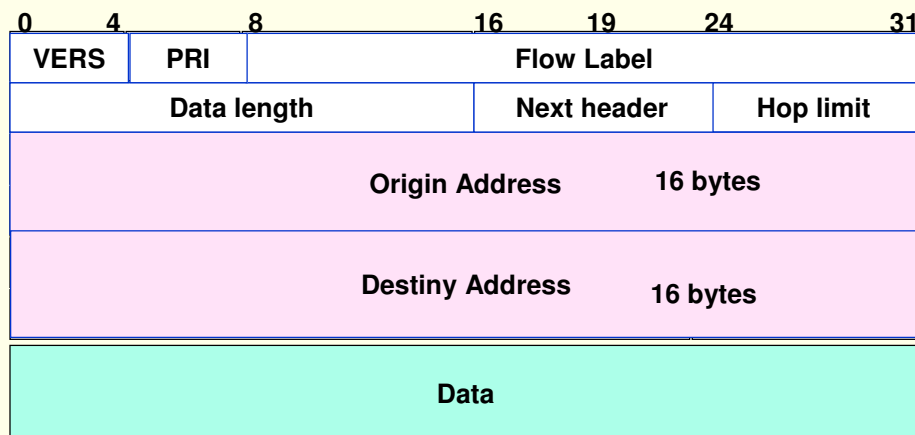 0 4 8 16 19 24 31
VERS PRI Flow Label
Data length Next header Hop limit
Origin Address 16 bytes
Destiny Address 16 bytes
Data